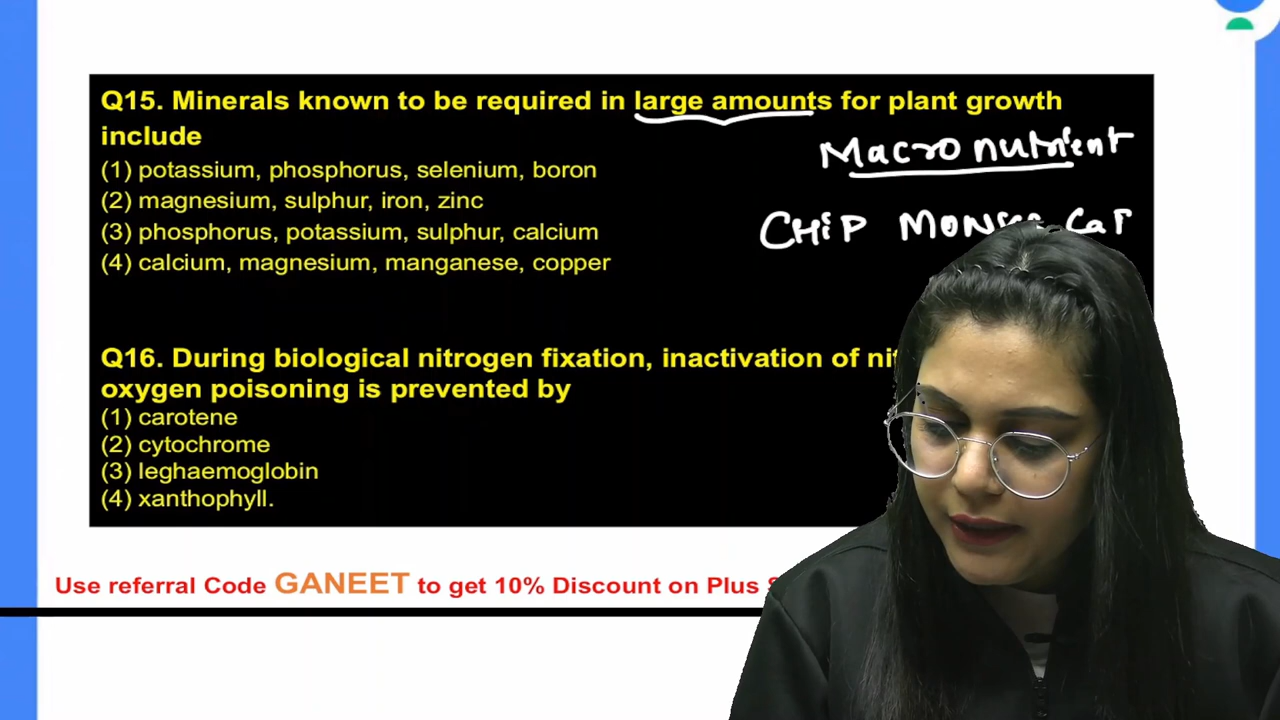 Q15. Minerals known to be required in large amounts for plant growth
include
(1) potassium, phosphorus, selenium, boron
(2) magnesium, sulphur, iron, zinc
(3) phosphorus, potassium, sulphur, calcium
(4) calcium, magnesium, manganese, copper
Macronutrient
CHiP
Q16. During biological nitrogen fixation, inactivation of
oxygen poisoning is prevented by
(1) carotene
(2) cytochrome
(3) leghaemoglobin
(4) xanthophyll.
Use referral Code GANEET to get 10% Discount on Plus